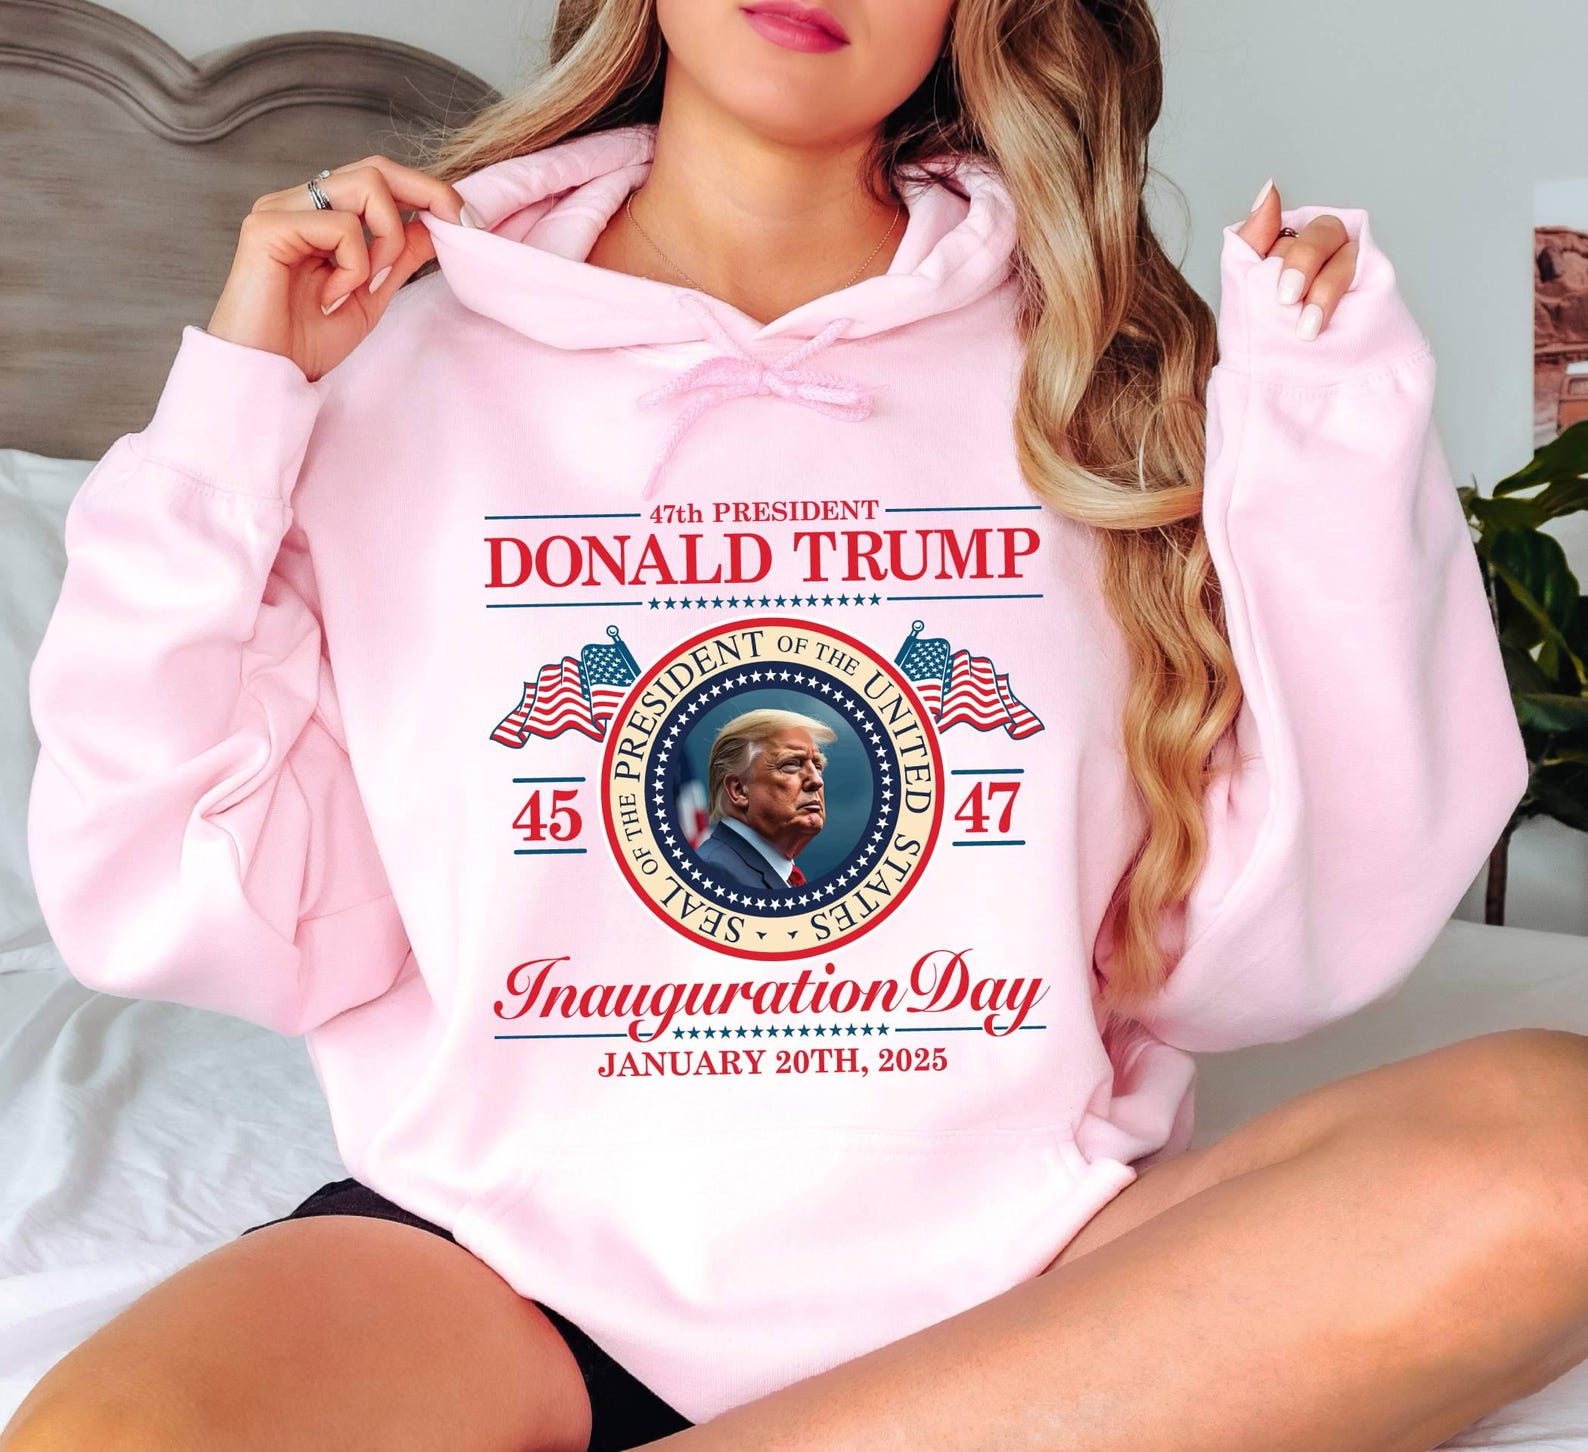 47th PRESIDENT
DONALD TRUMP
SEAL OF THE PRESIDENT OF THE UNITED STATES
45
47
Inauguration Day
JANUARY 20TH, 2025